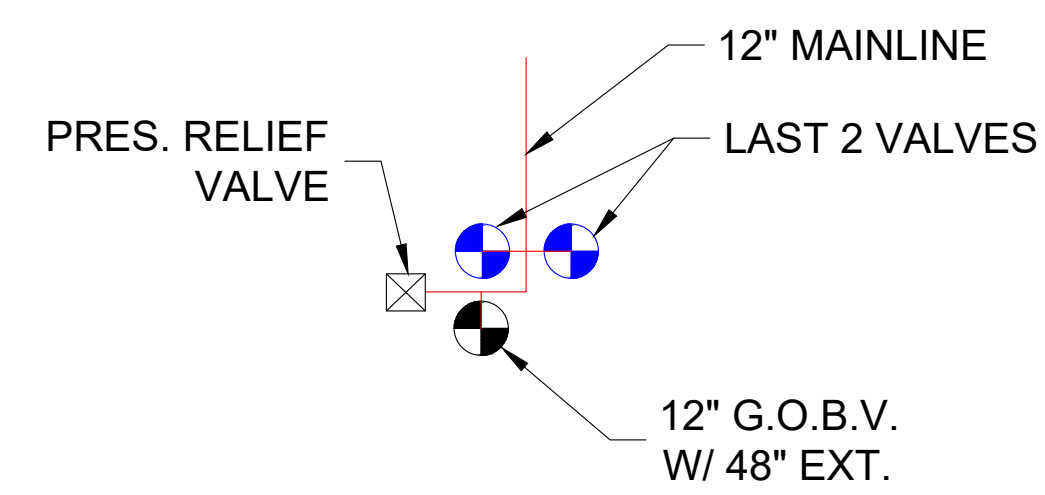 12" MAINLINE
PRES. RELIEF
VALVE
LAST 2 VALVES
12" G.O.B.V.
W/ 48" EXT.